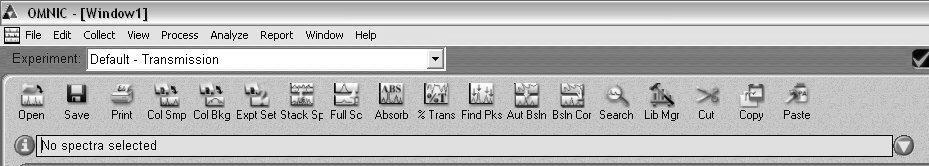 OMNIC - [Window1]
File Edit Collect View Process Analyze Report Window Help
Experiment: Default - Transmission
ABS %T
Open Save Print Col Smp Col Bkg Expt Set Stack Sp Full Sc Absorb % Trans Find Pks Aut Bsln Bsln Cor Search Lib Mgr Cut Copy Paste
No spectra selected